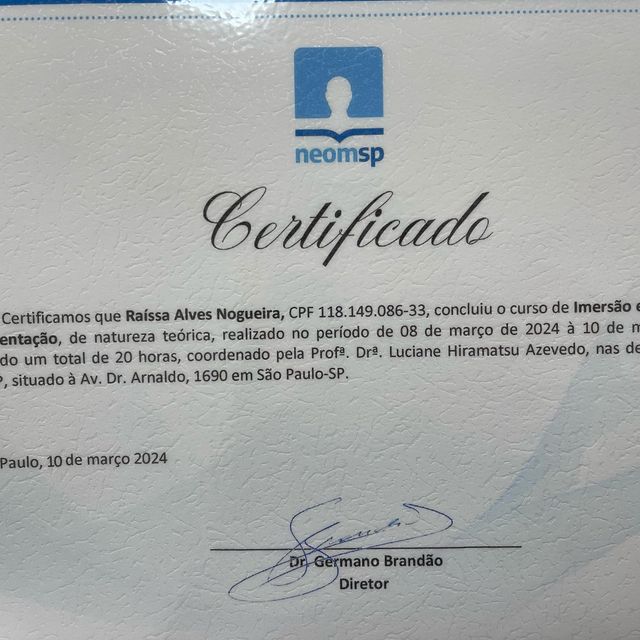 neomsp
Certificado
Certificamos que Raíssa Alves Nogueira, CPF 118.149.086-33, concluiu o curso de Imersão e
entação, de natureza teórica, realizado no período de 08 de março de 2024 à 10 de m
do um total de 20 horas, coordenado pela Profª. Drª. Luciane Hiramatsu Azevedo, nas de
P, situado à Av. Dr. Arnaldo, 1690 em São Paulo-SP.
Paulo, 10 de março 2024
Dr. Germano Brandão
Diretor